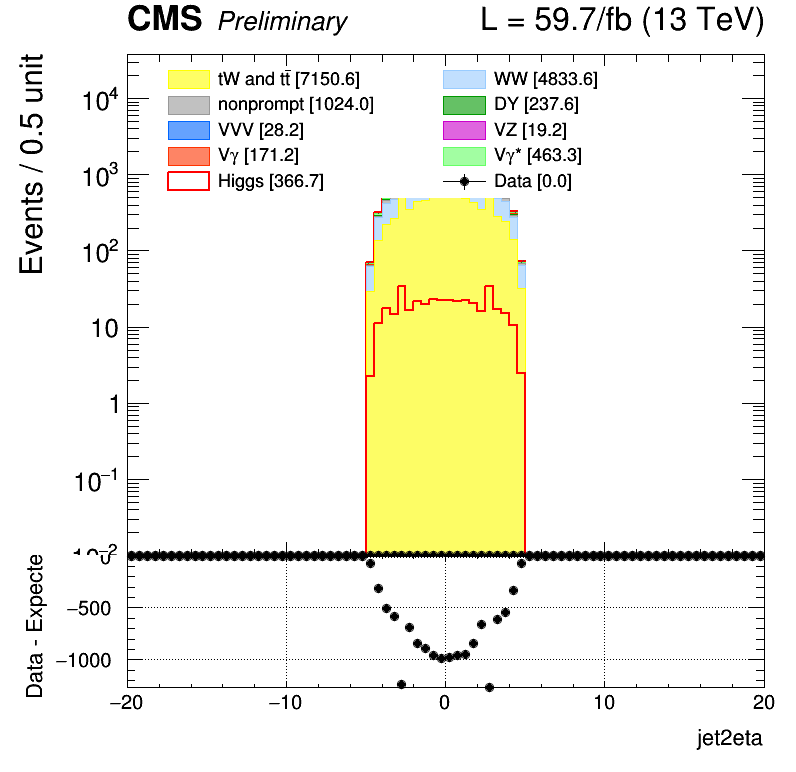 CMS Preliminary L = 59.7/fb (13 TeV)
Events / 0.5 unit
tW and tt̄ [7150.6] WW [4833.6]
nonprompt [1024.0] DY [237.6]
VVV [28.2] VZ [19.2]
Vγ [171.2] Vγ* [463.3]
Higgs [366.7] Data [0.0]
10⁴
10³
10²
10
1
10⁻¹
Data - Expecte
−500
−1000
−20 −10 0 10 20
jet2eta